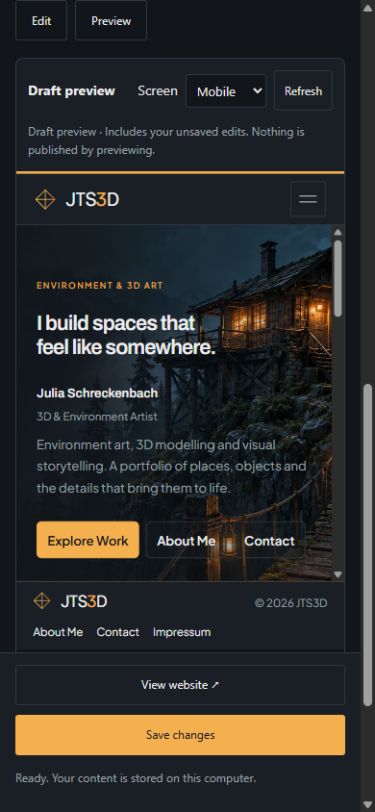 Edit Preview
Draft preview Screen Mobile Refresh
Draft preview · Includes your unsaved edits. Nothing is
published by previewing.
JTS3D
ENVIRONMENT & 3D ART
I build spaces that
feel like somewhere.
Julia Schreckenbach
3D & Environment Artist
Environment art, 3D modelling and visual
storytelling. A portfolio of places, objects and
the details that bring them to life.
Explore Work About Me Contact
JTS3D © 2026 JTS3D
About Me Contact Impressum
View website ↗
Save changes
Ready. Your content is stored on this computer.